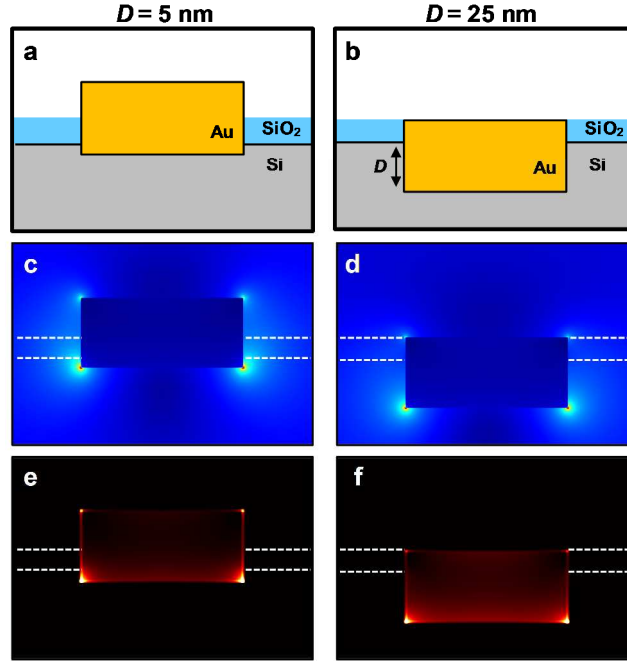 D = 5 nm
D = 25 nm
a
Au
SiO₂
Si
b
D
Au
SiO₂
Si
c
d
e
f